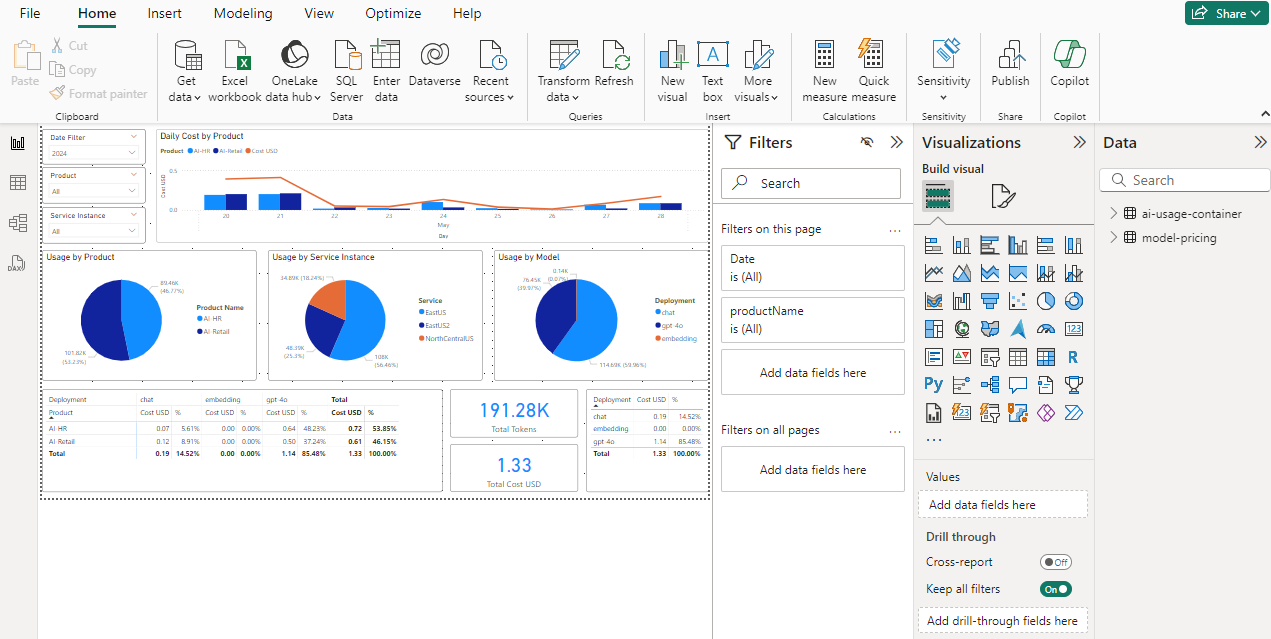 File Home Insert Modeling View Optimize Help Share
Paste
Cut
Copy
Format painter
Clipboard
Get data
Excel workbook
OneLake data hub
SQL Server
Enter data
Dataverse
Recent sources
Data
Transform data
Refresh
Queries
New visual
Text box
More visuals
Insert
New measure
Quick measure
Calculations
Sensitivity
Sensitivity
Publish
Share
Copilot
Copilot
Date Filter
2024
Product
All
Service Instance
All
Daily Cost by Product
Product AI-HR AI-Retail Cost USD
Cost USD
0.5
0.0
20 21 22 23 24 25 26 27 28
May
Day
Usage by Product
89.46K
(46.77%)
101.82K
(53.23%)
Product Name
AI-HR
AI-Retail
Usage by Service Instance
34.89K (18.24%)
48.39K
(25.3%)
108K
(56.46%)
Service
EastUS
EastUS2
NorthCentralUS
Usage by Model
0.14K
(0.07%)
76.45K
(39.97%)
114.69K (59.96%)
Deployment
chat
gpt-4o
embedding
Deployment chat embedding gpt-4o Total
Product Cost USD % Cost USD % Cost USD % Cost USD %
AI-HR 0.07 5.61% 0.00 0.00% 0.64 48.23% 0.72 53.85%
AI-Retail 0.12 8.91% 0.00 0.00% 0.50 37.24% 0.61 46.15%
Total 0.19 14.52% 0.00 0.00% 1.14 85.48% 1.33 100.00%
191.28K
Total Tokens
1.33
Total Cost USD
Deployment Cost USD %
chat 0.19 14.52%
embedding 0.00 0.00%
gpt-4o 1.14 85.48%
Total 1.33 100.00%
Filters
Search
Filters on this page
...
Date
is (All)
productName
is (All)
Add data fields here
Filters on all pages
...
Add data fields here
Visualizations
Build visual
123
R
Py
123
...
Values
Add data fields here
Drill through
Cross-report Off
Keep all filters On
Add drill-through fields here
Data
Search
ai-usage-container
model-pricing
DAX